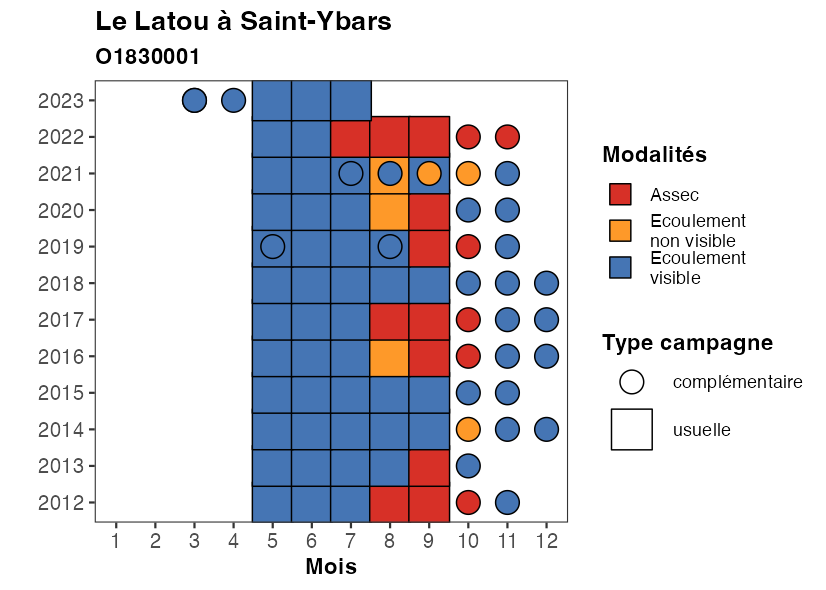 Le Latou à Saint-Ybars
O1830001
2023
2022
2021
2020
2019
2018
2017
2016
2015
2014
2013
2012
1 2 3 4 5 6 7 8 9 10 11 12
Mois
Modalités
Assec
Ecoulement
non visible
Ecoulement
visible
Type campagne
complémentaire
usuelle